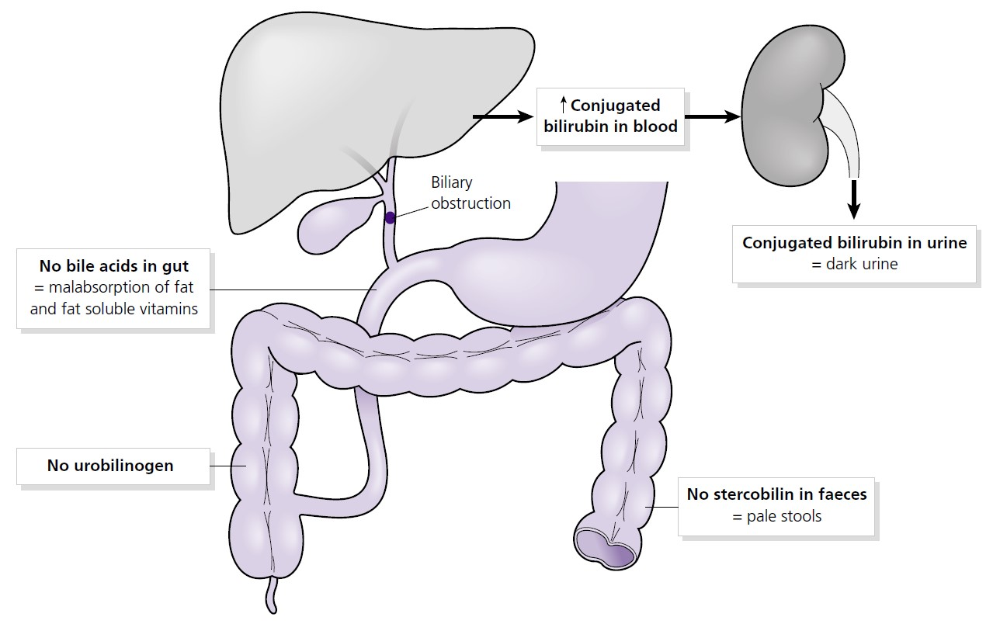 ↑ Conjugated
bilirubin in blood
Biliary
obstruction
Conjugated bilirubin in urine
= dark urine
No bile acids in gut
= malabsorption of fat
and fat soluble vitamins
No urobilinogen
No stercobilin in faeces
= pale stools